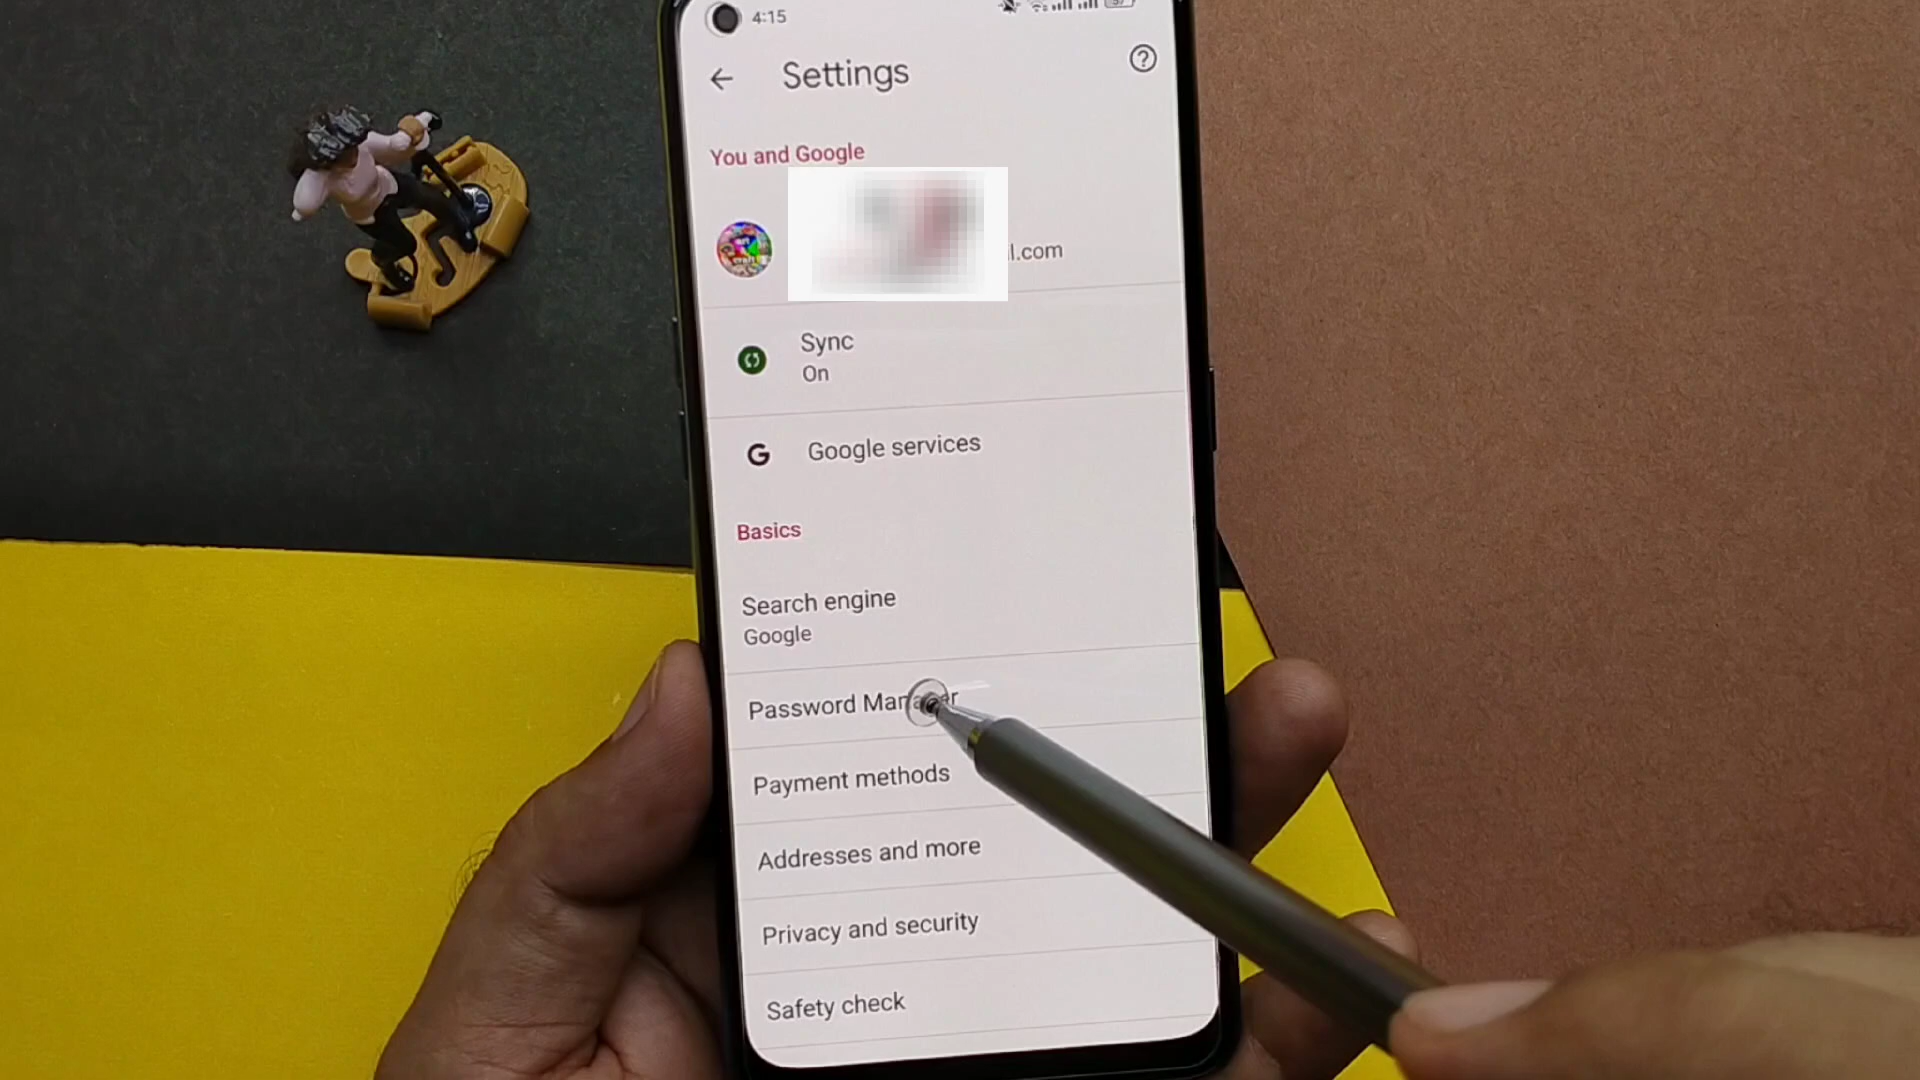 4:15
Settings
You and Google
l.com
Sync
On
G Google services
Basics
Search engine
Google
Password Manager
Payment methods
Addresses and more
Privacy and security
Safety check